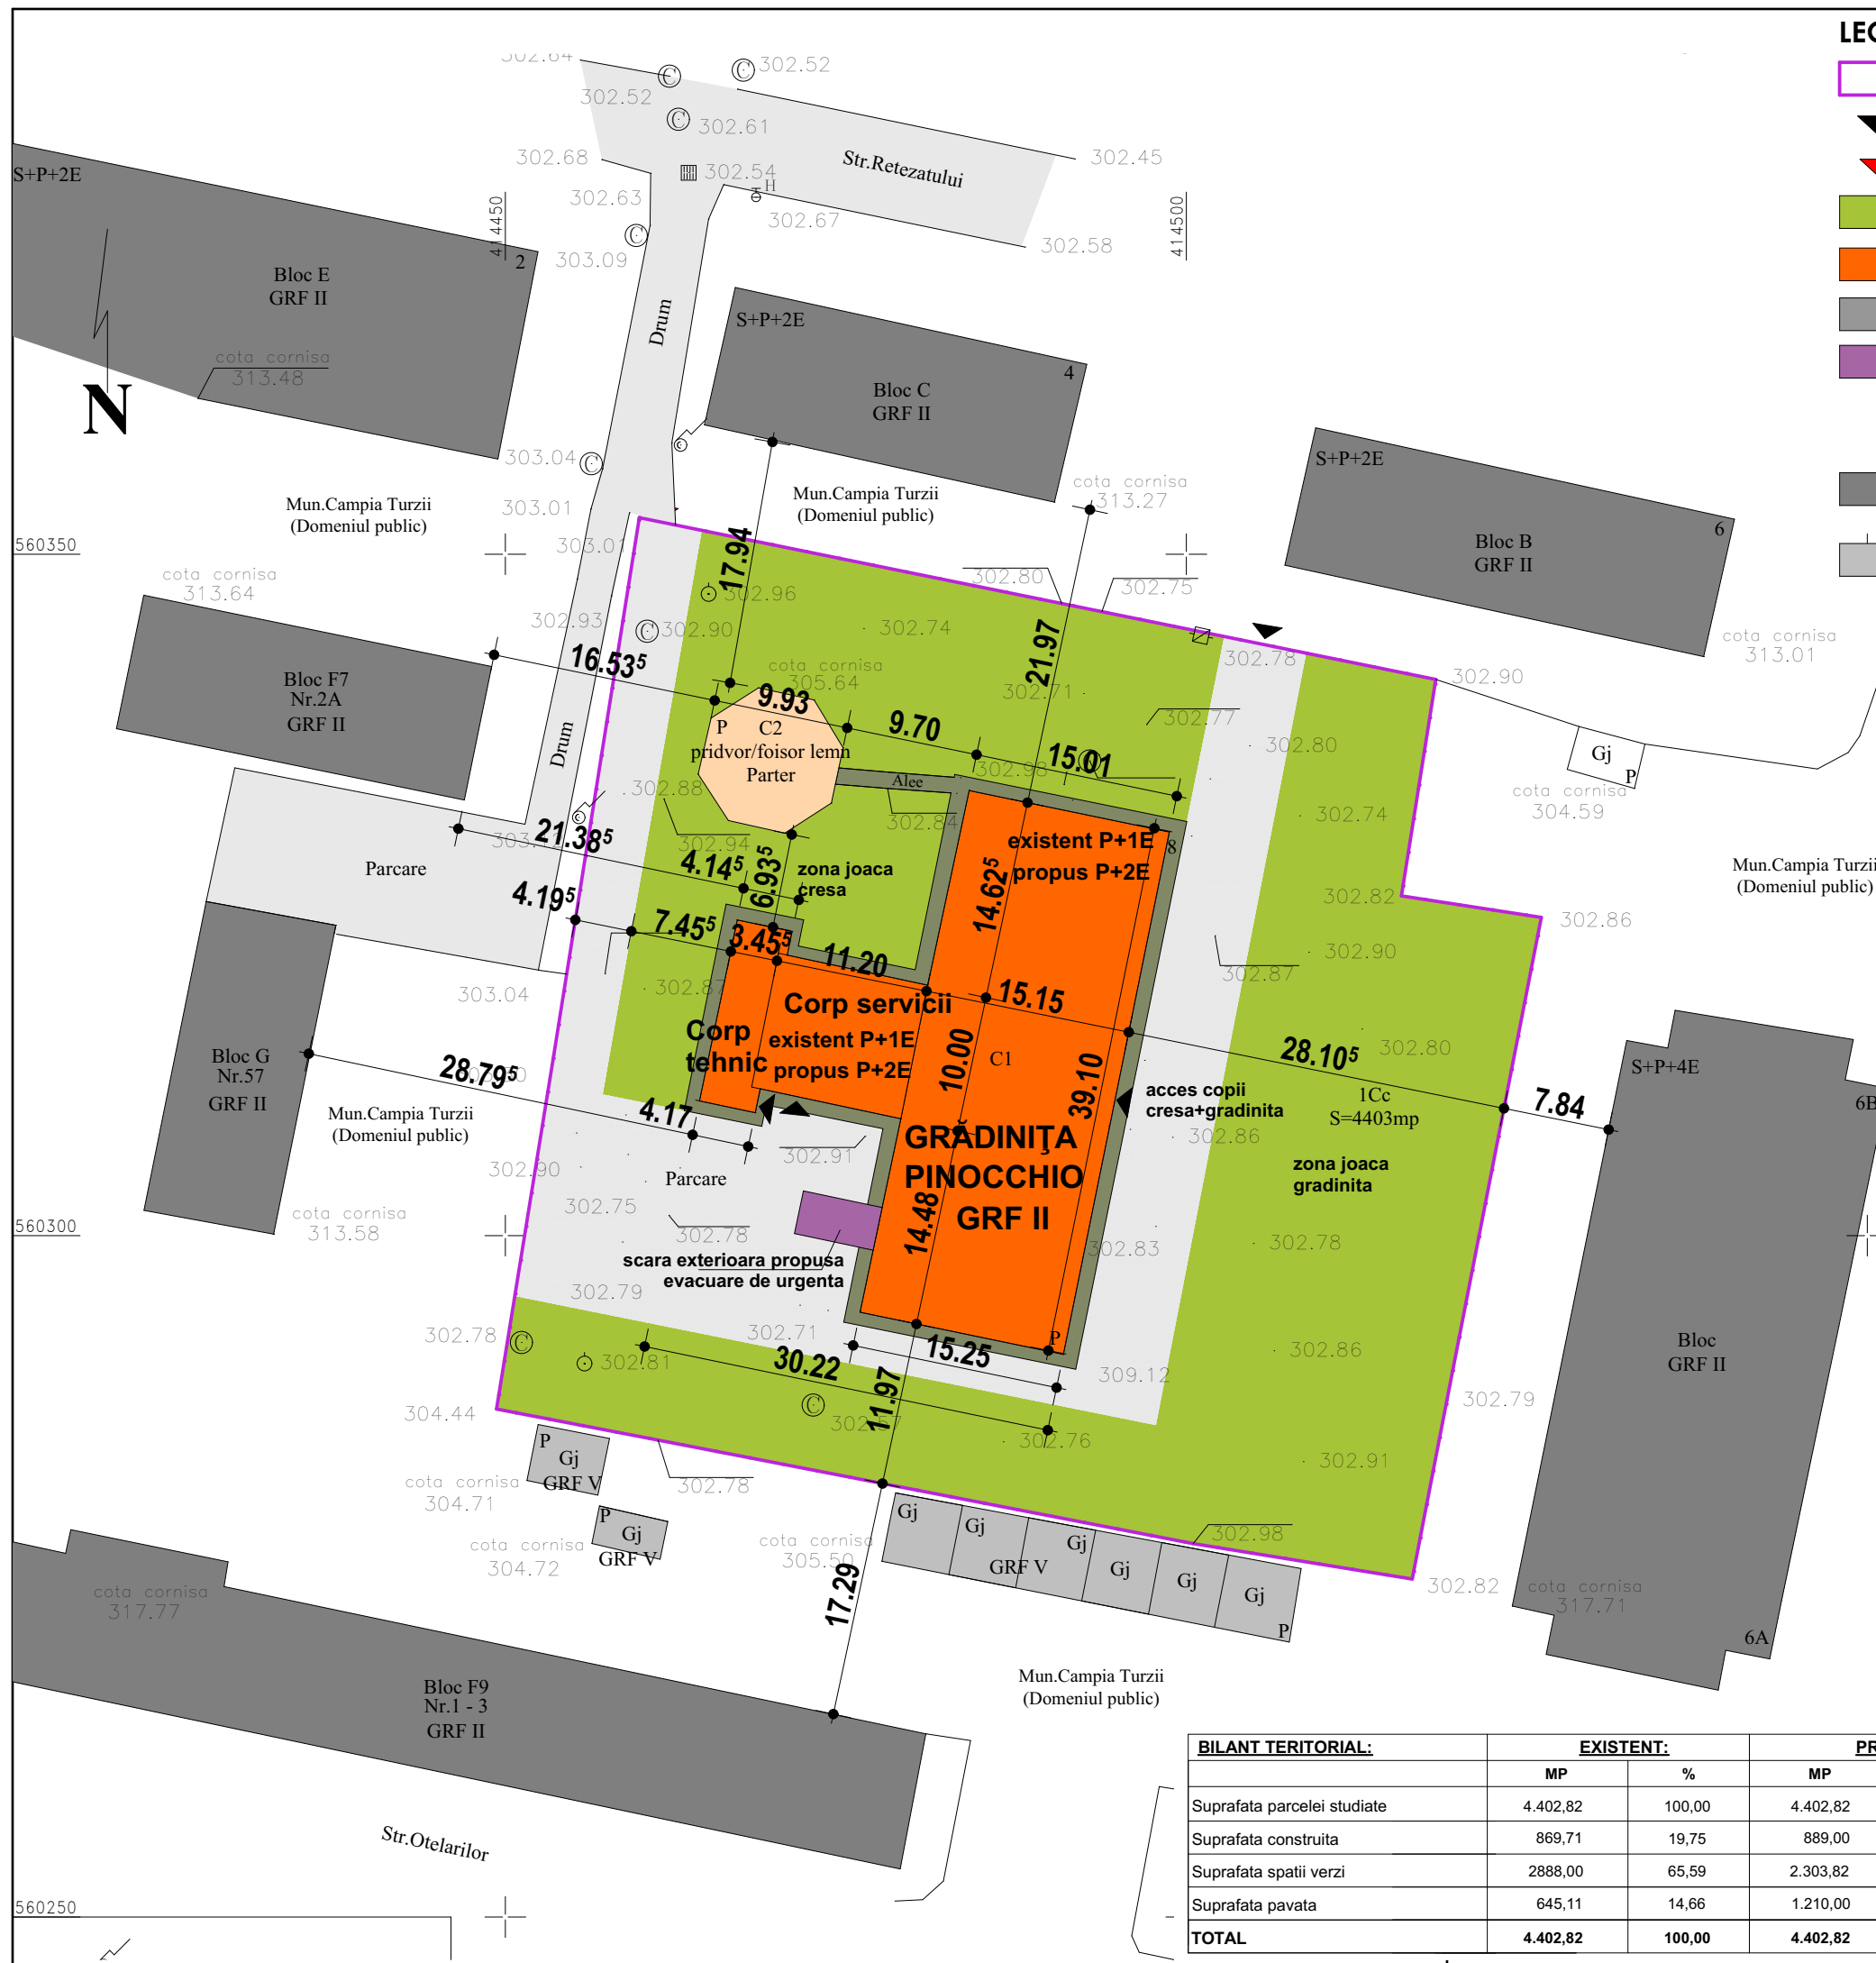 LEG
302.64
302.52
302.52
302.61
302.68
302.54
H
302.63
302.67
302.45
302.58
Str.Retezatului
S+P+2E
414450
414500
2
303.09
Bloc E
GRF II
cota cornisa
313.48
N
Drum
S+P+2E
4
Bloc C
GRF II
303.04
303.01
Mun.Campia Turzii
(Domeniul public)
Mun.Campia Turzii
(Domeniul public)
cota cornisa
313.27
S+P+2E
6
Bloc B
GRF II
560350
303.01
17.94
302.80
302.75
cota cornisa
313.64
302.96
302.93
302.90
302.74
21.97
302.78
cota cornisa
313.01
302.90
16.53⁵
Bloc F7
Nr.2A
GRF II
cota cornisa
305.64
9.93
302.71
302.77
P
C2
pridvor/foisor lemn
Parter
9.70
15.01
302.80
Gj
P
Drum
302.98
Alee
302.88
302.84
302.74
cota cornisa
304.59
21.38⁵
302.94
existent P+1E
propus P+2E
8
Parcare
4.14⁵
6.93⁵
zona joaca
cresa
14.62⁵
Mun.Campia Turzii
(Domeniul public)
4.19⁵
302.82
302.86
7.45⁵
3.45⁵
11.20
302.90
302.87
302.87
303.04
15.15
Corp servicii
Corp
tehnic
existent P+1E
propus P+2E
10.00
C1
28.10⁵
302.80
Bloc G
Nr.57
GRF II
28.79⁵
39.10
S+P+4E
6B
acces copii
cresa+gradinita
1Cc
S=4403mp
7.84
4.17
Mun.Campia Turzii
(Domeniul public)
302.91
GRADINIŢA
PINOCCHIO
GRF II
302.86
zona joaca
gradinita
302.90
Parcare
302.75
302.78
14.48
cota cornisa
313.58
560300
302.83
302.78
scara exterioara propusa
evacuare de urgenta
302.79
302.78
302.71
P
15.25
302.86
Bloc
GRF II
302.81
30.22
309.12
11.97
302.79
304.44
302.57
302.76
302.91
P
Gj
GRF V
cota cornisa
304.71
302.78
P
Gj
GRF V
cota cornisa
304.72
cota cornisa
305.50
Gj
Gj
Gj
GRF V
Gj
Gj
Gj
P
302.98
302.82
cota cornisa
317.71
6A
cota cornisa
317.77
17.29
Mun.Campia Turzii
(Domeniul public)
Bloc F9
Nr.1 - 3
GRF II
Str.Otelarilor
560250
BILANT TERITORIAL: EXISTENT: PR
MP % MP
Suprafata parcelei studiate 4.402,82 100,00 4.402,82
Suprafata construita 869,71 19,75 889,00
Suprafata spatii verzi 2888,00 65,59 2.303,82
Suprafata pavata 645,11 14,66 1.210,00
TOTAL 4.402,82 100,00 4.402,82